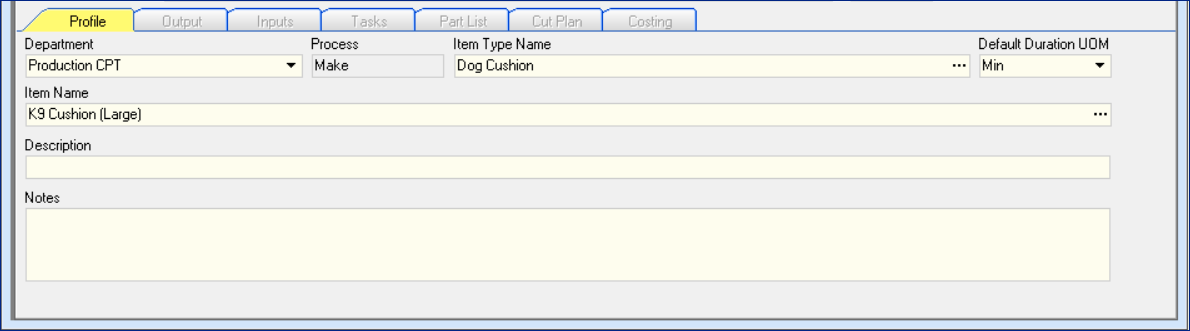 Profile Output Inputs Tasks Part List Cut Plan Costing
Department Process Item Type Name Default Duration UOM
Production CPT Make Dog Cushion ... Min
Item Name
K9 Cushion (Large) ...
Description
Notes